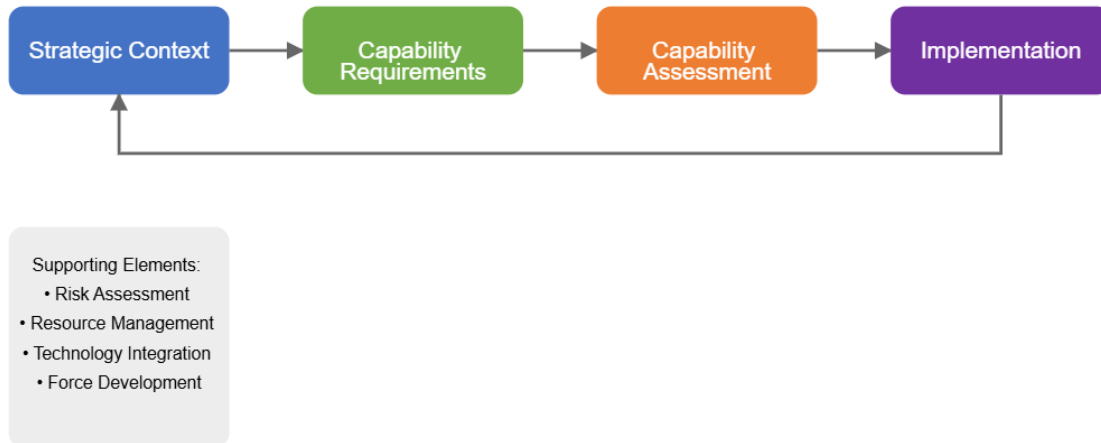 Strategic Context
Capability
Requirements
Capability
Assessment
Implementation
Supporting Elements:
• Risk Assessment
• Resource Management
• Technology Integration
• Force Development